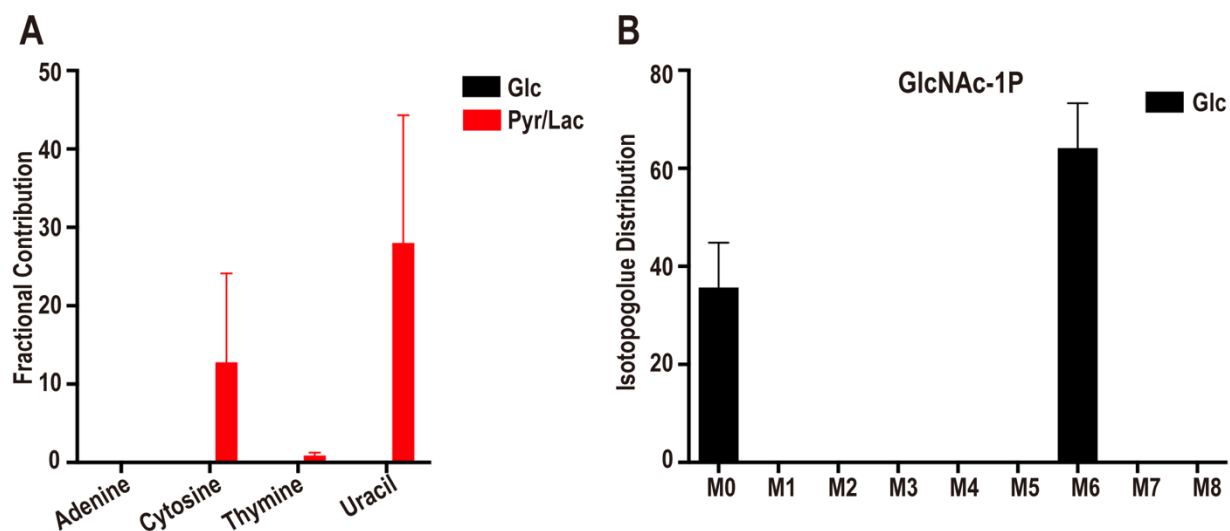 A
Fractional Contribution
50
40
30
20
10
0
Adenine
Cytosine
Thymine
Uracil
Glc
Pyr/Lac
B
GlcNAc-1P
Isotopogolue Distribution
80
60
40
20
0
M0 M1 M2 M3 M4 M5 M6 M7 M8
Glc